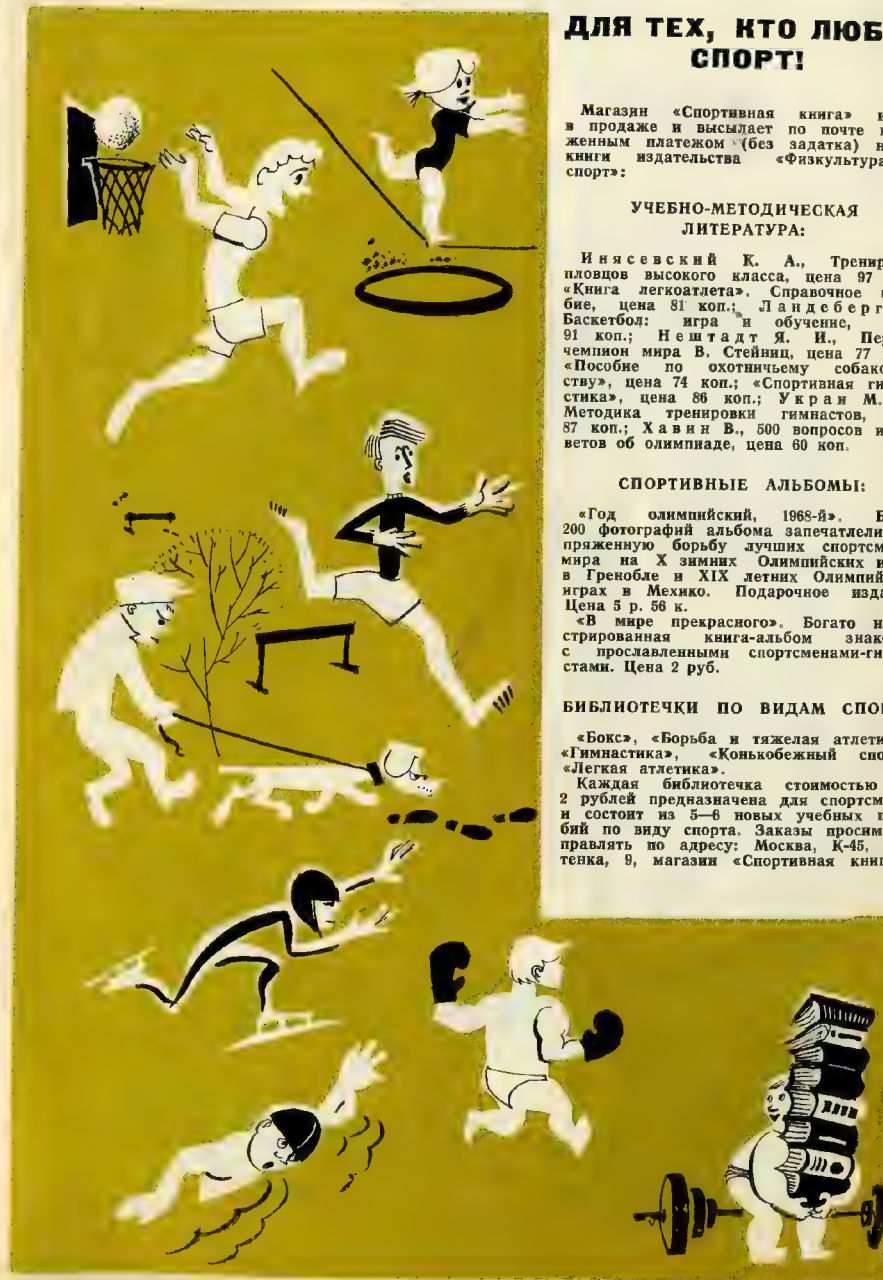 ДЛЯ ТЕХ, КТО ЛЮБ
СПОРТ!
Магазин «Спортивная книга»
в продаже и высылает по почте
женным платежом (без задатка) н
книги издательства «Физкультура
спорт»:
УЧЕБНО-МЕТОДИЧЕСКАЯ
ЛИТЕРАТУРА:
Инясевский К. А., Тренир
пловцов высокого класса, цена 97
«Книга легкоатлета». Справочное
бие, цена 81 коп.; Ландеберг
Баскетбол: игра и обучение,
91 коп.; Нештадт Я. И., Пе
чемпион мира В. Стейниц, цена 77
«Пособие по охотничьему собако
ству», цена 74 коп.; «Спортивная ги
стика», цена 86 коп.; Укран М.
Методика тренировки гимнастов,
87 коп.; Хавин В., 500 вопросов и
ветов об олимпиаде, цена 60 коп.
СПОРТИВНЫЕ АЛЬБОМЫ:
«Год олимпийский, 1968-й». Б
200 фотографий альбома запечатлели
пряженную борьбу лучших спортсм
мира на X зимних Олимпийских и
в Гренобле и XIX летних Олимпий
играх в Мехико. Подарочное изда
Цена 5 р. 56 к.
«В мире прекрасного». Богато и
стрированная книга-альбом знак
с прославленными спортсменами-ги
стами. Цена 2 руб.
БИБЛИОТЕЧКИ ПО ВИДАМ СПО
«Бокс», «Борьба и тяжелая атлети
«Гимнастика», «Конькобежный спо
«Легкая атлетика».
Каждая библиотечка стоимостью
2 рублей предназначена для спортсм
и состоит из 5—6 новых учебных п
бий по виду спорта. Заказы просим
правлять по адресу: Москва, К-45,
тенка, 9, магазин «Спортивная книг